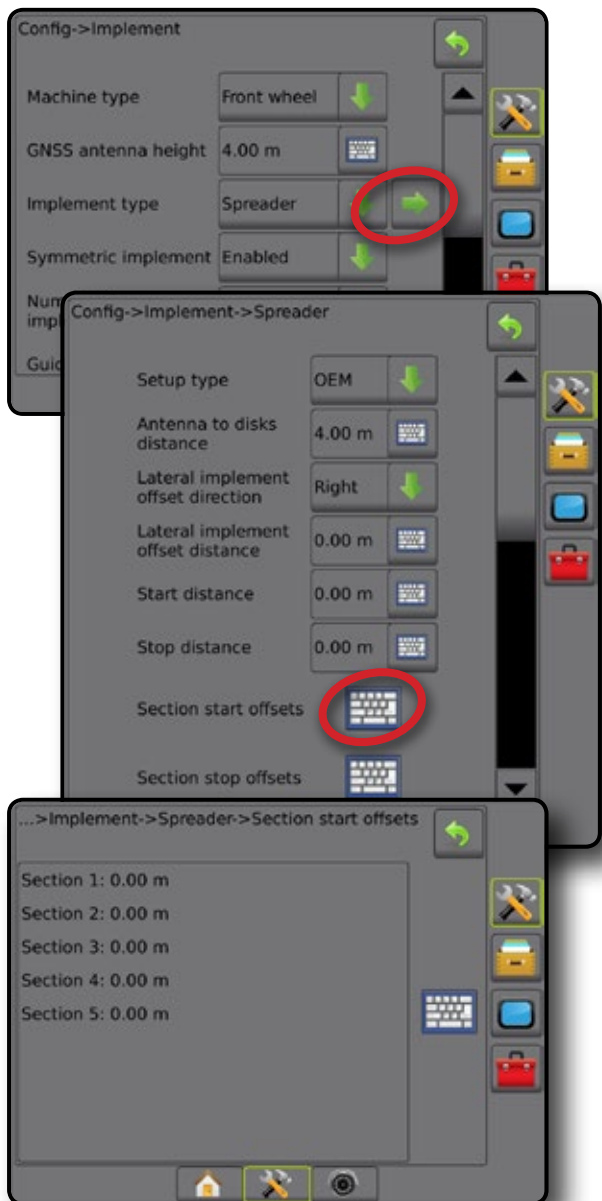 Config->Implement
Machine type Front wheel
GNSS antenna height 4.00 m
Implement type Spreader
Symmetric implement Enabled
Config->Implement->Spreader
Setup type OEM
Antenna to disks
distance 4.00 m
Lateral implement
offset direction Right
Lateral implement
offset distance 0.00 m
Start distance 0.00 m
Stop distance 0.00 m
Section start offsets
Section stop offsets
...>Implement->Spreader->Section start offsets
Section 1: 0.00 m
Section 2: 0.00 m
Section 3: 0.00 m
Section 4: 0.00 m
Section 5: 0.00 m